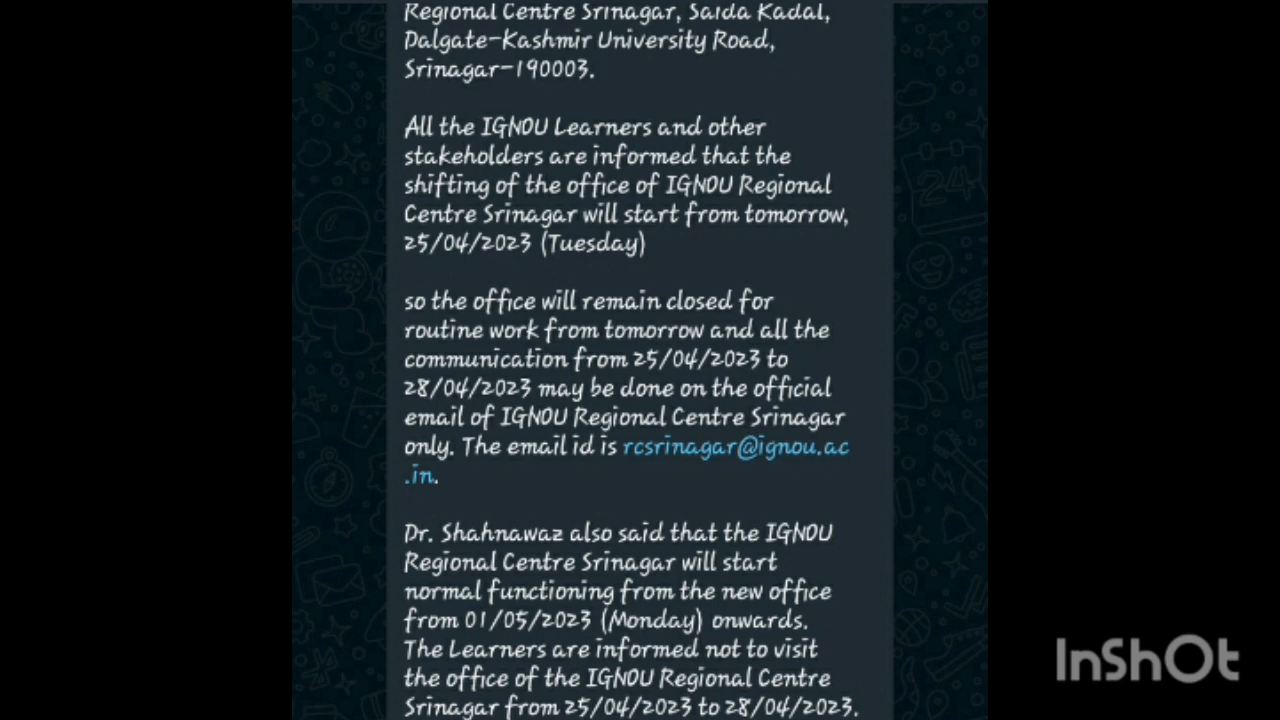 Regional Centre Srinagar, Saida Kadal,
Dalgate-Kashmir University Road,
Srinagar-190003.
All the IGNOU Learners and other
stakeholders are informed that the
shifting of the office of IGNOU Regional
Centre Srinagar will start from tomorrow,
25/04/2023 (Tuesday)
so the office will remain closed for
routine work from tomorrow and all the
communication from 25/04/2023 to
28/04/2023 may be done on the official
email of IGNOU Regional Centre Srinagar
only. The email id is rcsrinagar@ignou.ac
.in.
Dr. Shahnawaz also said that the IGNOU
Regional Centre Srinagar will start
normal functioning from the new office
from 01/05/2023 (Monday) onwards.
The Learners are informed not to visit
the office of the IGNOU Regional Centre
Srinagar from 25/04/2023 to 28/04/2023.
InShOt